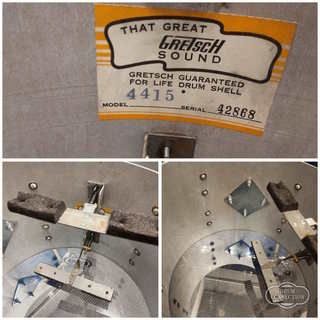 THAT GREAT
GRETSCH
SOUND
GRETSCH GUARANTEED
FOR LIFE DRUM SHELL
4415
MODEL SERIAL 42868